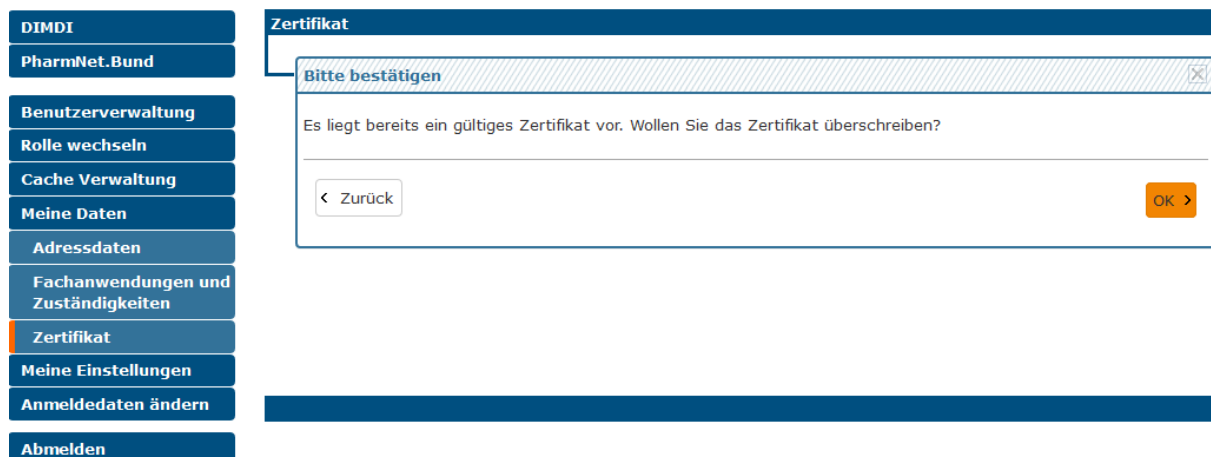 DIMDI
PharmNet.Bund
Benutzerverwaltung
Rolle wechseln
Cache Verwaltung
Meine Daten
Adressdaten
Fachanwendungen und
Zuständigkeiten
Zertifikat
Meine Einstellungen
Anmeldedaten ändern
Abmelden
Zertifikat
Bitte bestätigen
Es liegt bereits ein gültiges Zertifikat vor. Wollen Sie das Zertifikat überschreiben?
Zurück
OK